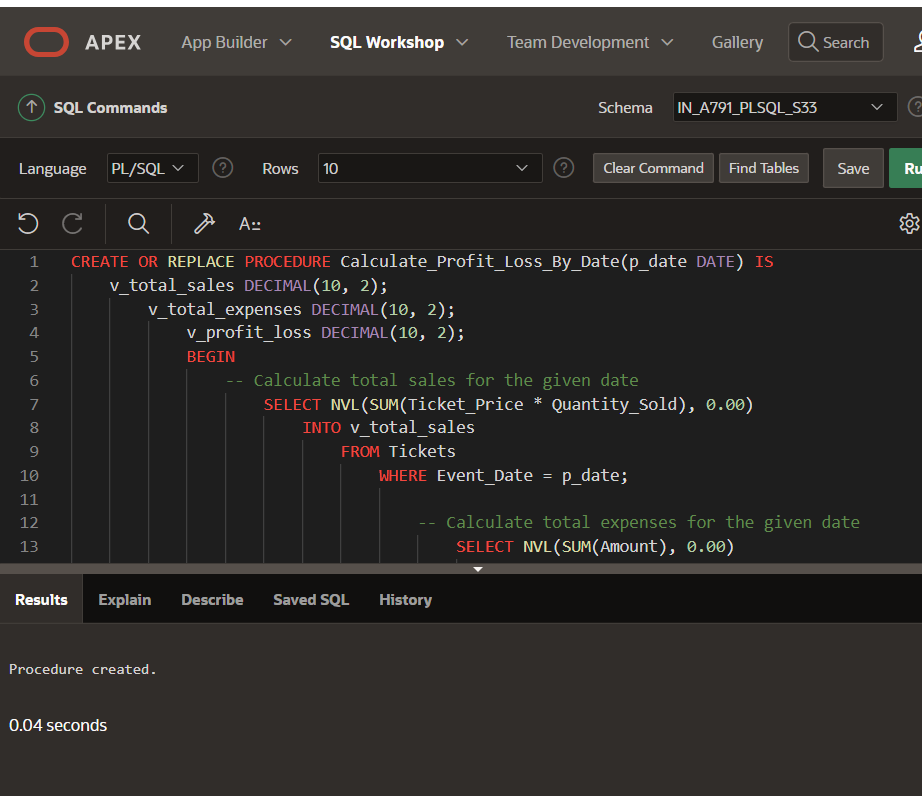 APEX App Builder SQL Workshop Team Development Gallery Search
SQL Commands Schema IN_A791_PLSQL_S33 ?
Language PL/SQL ? Rows 10 ? Clear Command Find Tables Save Ru
A::
1 CREATE OR REPLACE PROCEDURE Calculate_Profit_Loss_By_Date(p_date DATE) IS
2 v_total_sales DECIMAL(10, 2);
3 v_total_expenses DECIMAL(10, 2);
4 v_profit_loss DECIMAL(10, 2);
5 BEGIN
6 -- Calculate total sales for the given date
7 SELECT NVL(SUM(Ticket_Price * Quantity_Sold), 0.00)
8 INTO v_total_sales
9 FROM Tickets
10 WHERE Event_Date = p_date;
11
12 -- Calculate total expenses for the given date
13 SELECT NVL(SUM(Amount), 0.00)
Results Explain Describe Saved SQL History
Procedure created.
0.04 seconds